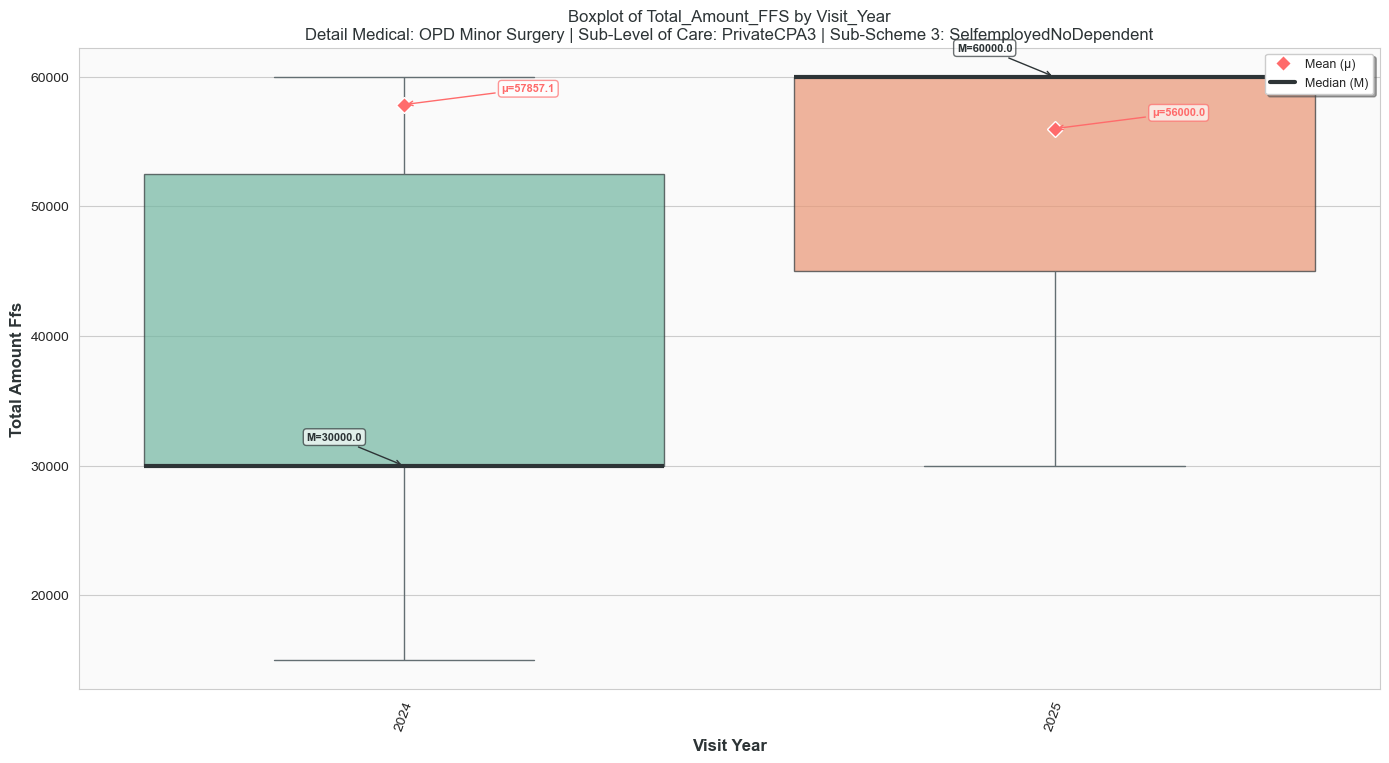 Boxplot of Total_Amount_FFS by Visit_Year
Detail Medical: OPD Minor Surgery | Sub-Level of Care: PrivateCPA3 | Sub-Scheme 3: SelfemployedNoDependent
M=60000.0
Mean (μ)
Median (M)
60000
μ=57857.1
μ=56000.0
50000
40000
M=30000.0
30000
20000
Total Amount Ffs
2024
2025
Visit Year